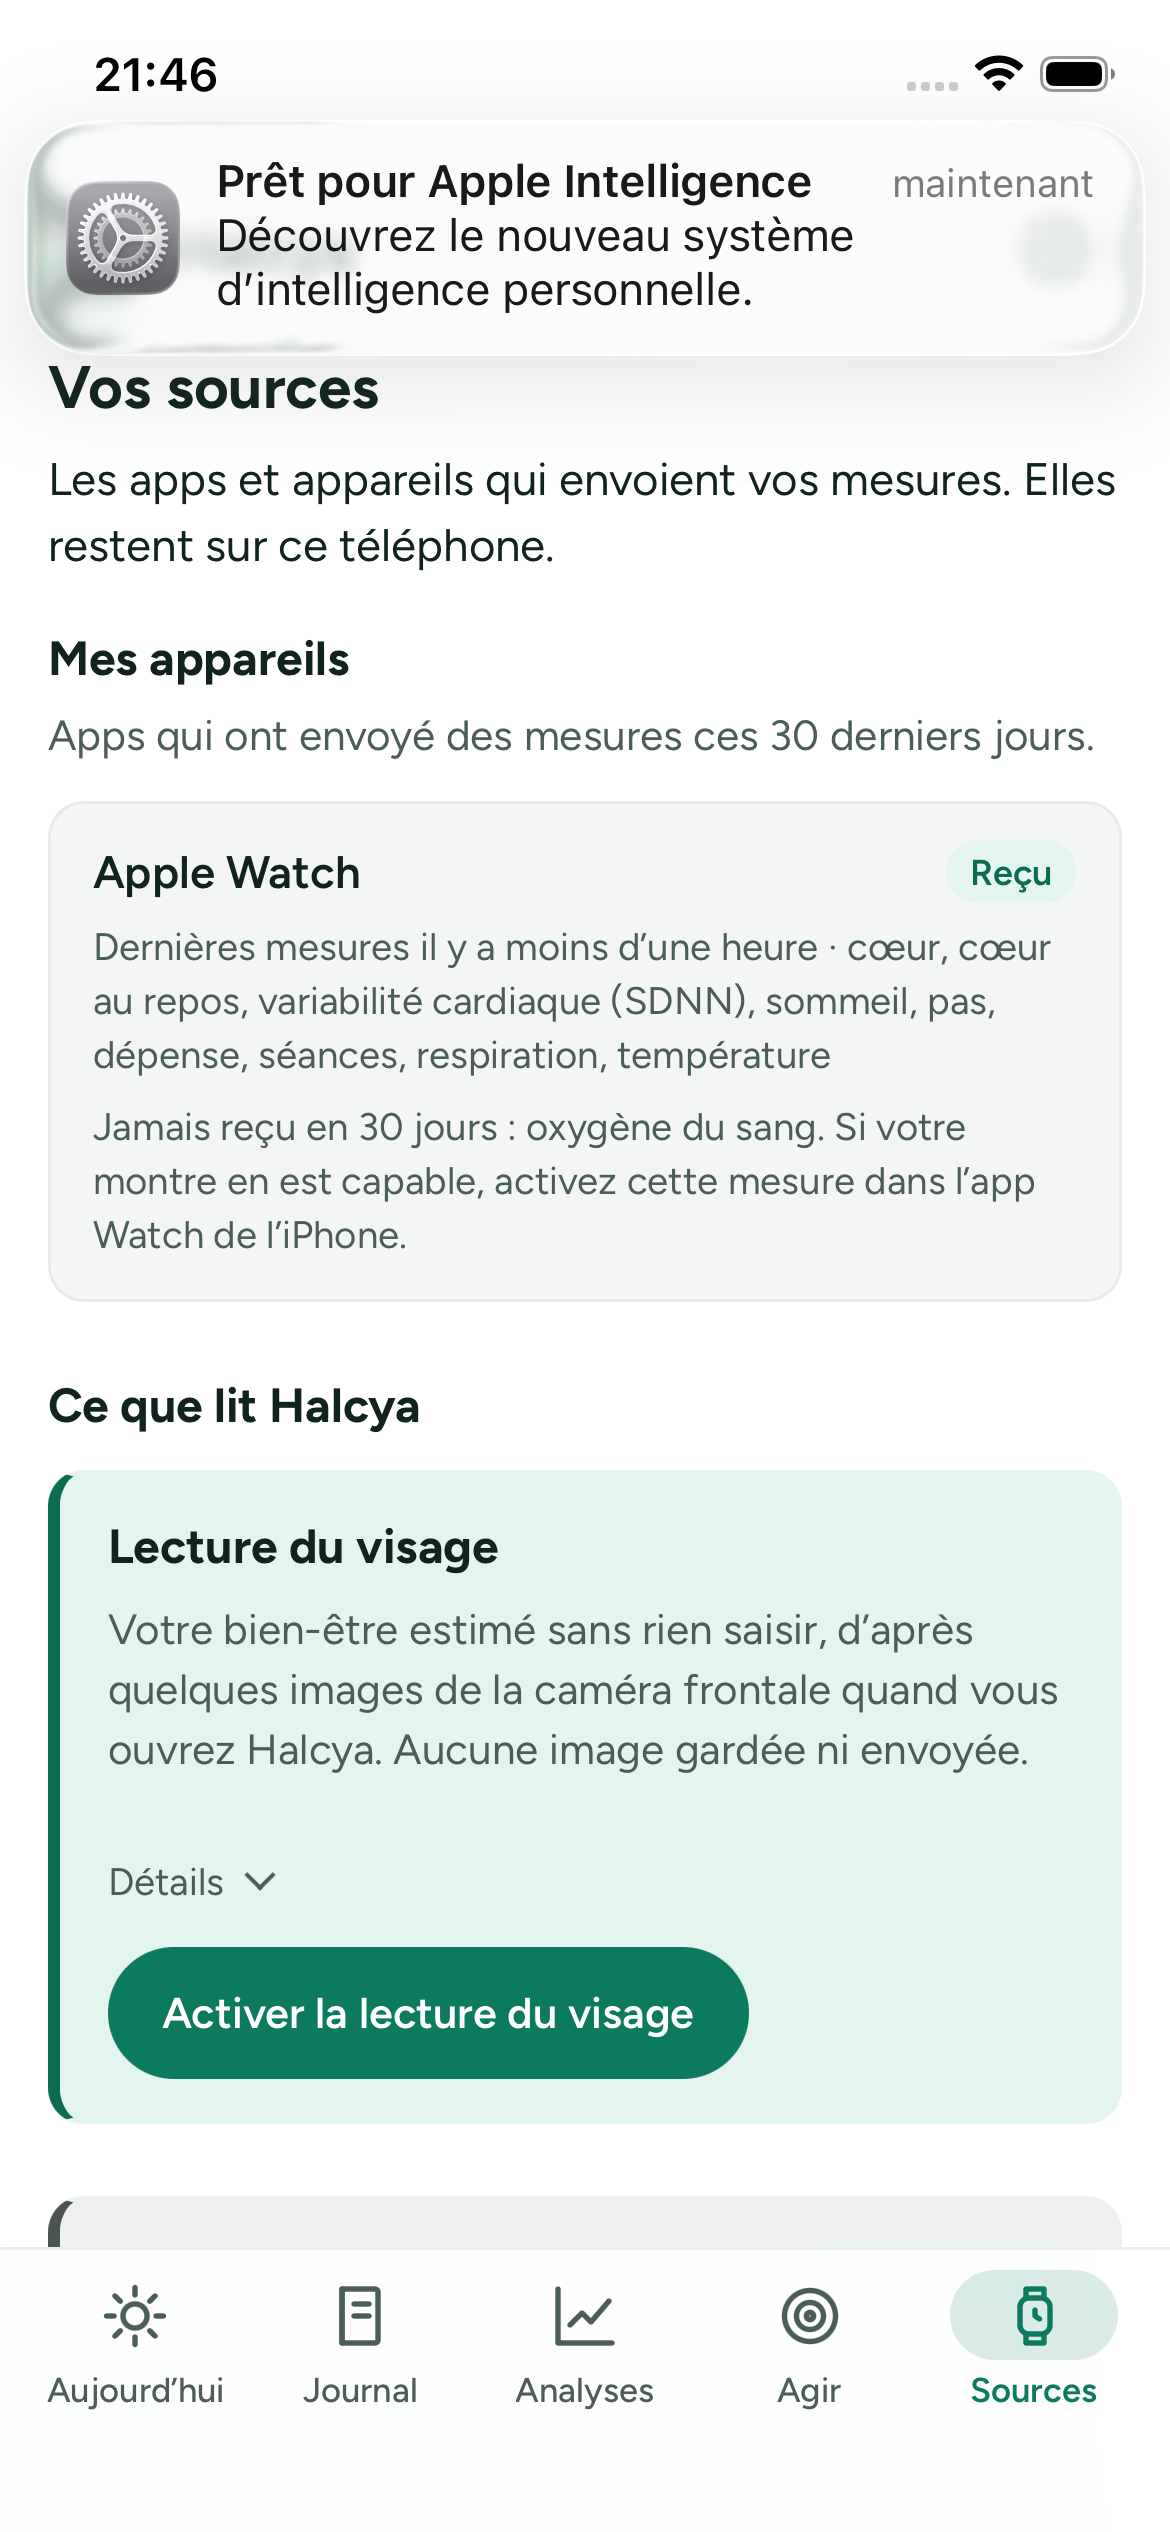 21:46
Prêt pour Apple Intelligence
maintenant
Découvrez le nouveau système
d’intelligence personnelle.
Vos sources
Les apps et appareils qui envoient vos mesures. Elles
restent sur ce téléphone.
Mes appareils
Apps qui ont envoyé des mesures ces 30 derniers jours.
Apple Watch
Reçu
Dernières mesures il y a moins d’une heure · cœur, cœur
au repos, variabilité cardiaque (SDNN), sommeil, pas,
dépense, séances, respiration, température
Jamais reçu en 30 jours : oxygène du sang. Si votre
montre en est capable, activez cette mesure dans l’app
Watch de l’iPhone.
Ce que lit Halcya
Lecture du visage
Votre bien-être estimé sans rien saisir, d’après
quelques images de la caméra frontale quand vous
ouvrez Halcya. Aucune image gardée ni envoyée.
Détails
Activer la lecture du visage
Aujourd’hui
Journal
Analyses
Agir
Sources